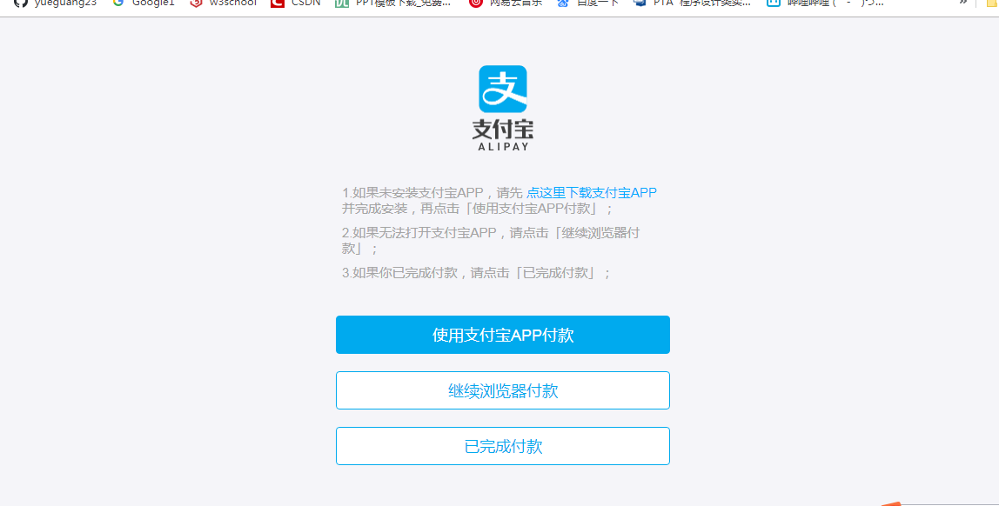 yueguang23 Google1 w3school CSDN PPT模板下载_免费... 网易云音乐 百度一下 PTA 程序设计类实... 哔哩哔哩 ( ゜- ゜)つ... »
支
支付宝
ALIPAY
1.如果未安装支付宝APP，请先 点这里下载支付宝APP
并完成安装，再点击「使用支付宝APP付款」；
2.如果无法打开支付宝APP，请点击「继续浏览器付
款」；
3.如果你已完成付款，请点击「已完成付款」；
使用支付宝APP付款
继续浏览器付款
已完成付款